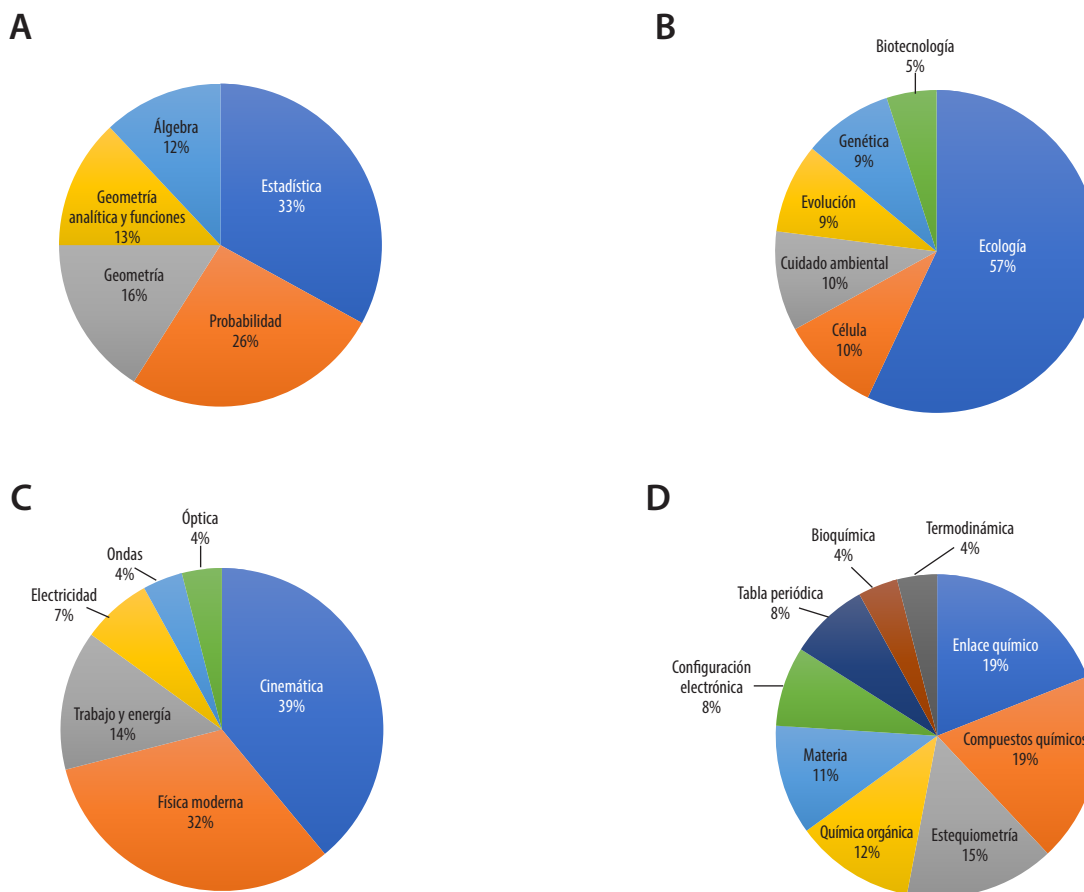 A
Álgebra
12%
Estadística
33%
Geometría
analítica y funciones
13%
Geometría
16%
Probabilidad
26%
B
Biotecnología
5%
Genética
9%
Evolución
9%
Ecología
57%
Cuidado ambiental
10%
Célula
10%
C
Óptica
4%
Ondas
4%
Electricidad
7%
Cinemática
39%
Trabajo y energía
14%
Física moderna
32%
D
Bioquímica
4%
Termodinámica
4%
Tabla periódica
8%
Enlace químico
19%
Configuración
electrónica
8%
Compuestos químicos
19%
Materia
11%
Química orgánica
12%
Estequiometría
15%